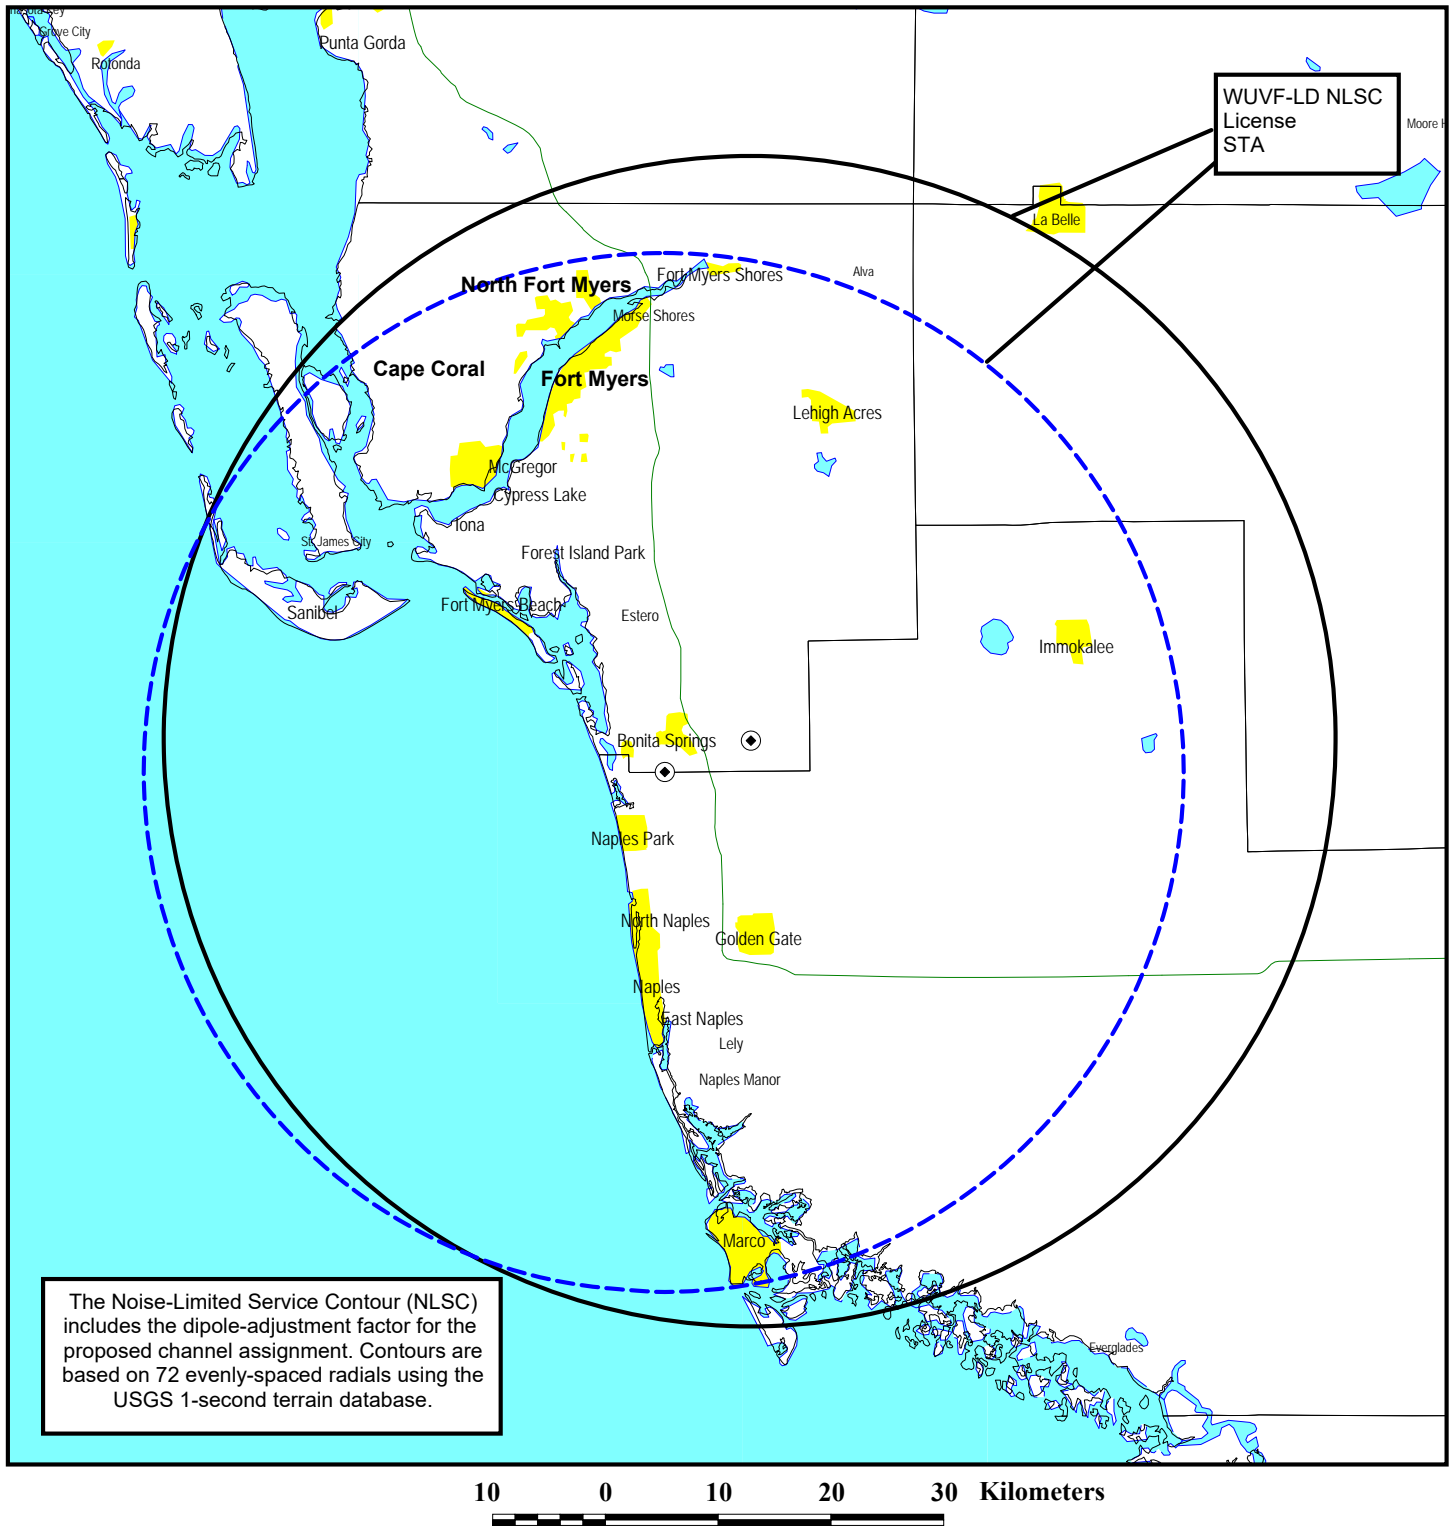 Grove City
Rotonda
Punta Gorda
WUVF-LD NLSC
License
STA
La Belle
North Fort Myers
Fort Myers Shores
Alva
Morse Shores
Cape Coral
Fort Myers
Lehigh Acres
McGregor
Cypress Lake
Iona
St. James City
Forest Island Park
Sanibel
Fort Myers Beach
Estero
Immokalee
Bonita Springs
Naples Park
North Naples
Golden Gate
Naples
East Naples
Lely
Naples Manor
Marco
Everglades
The Noise-Limited Service Contour (NLSC)
includes the dipole-adjustment factor for the
proposed channel assignment. Contours are
based on 72 evenly-spaced radials using the
USGS 1-second terrain database.
10 0 10 20 30 Kilometers